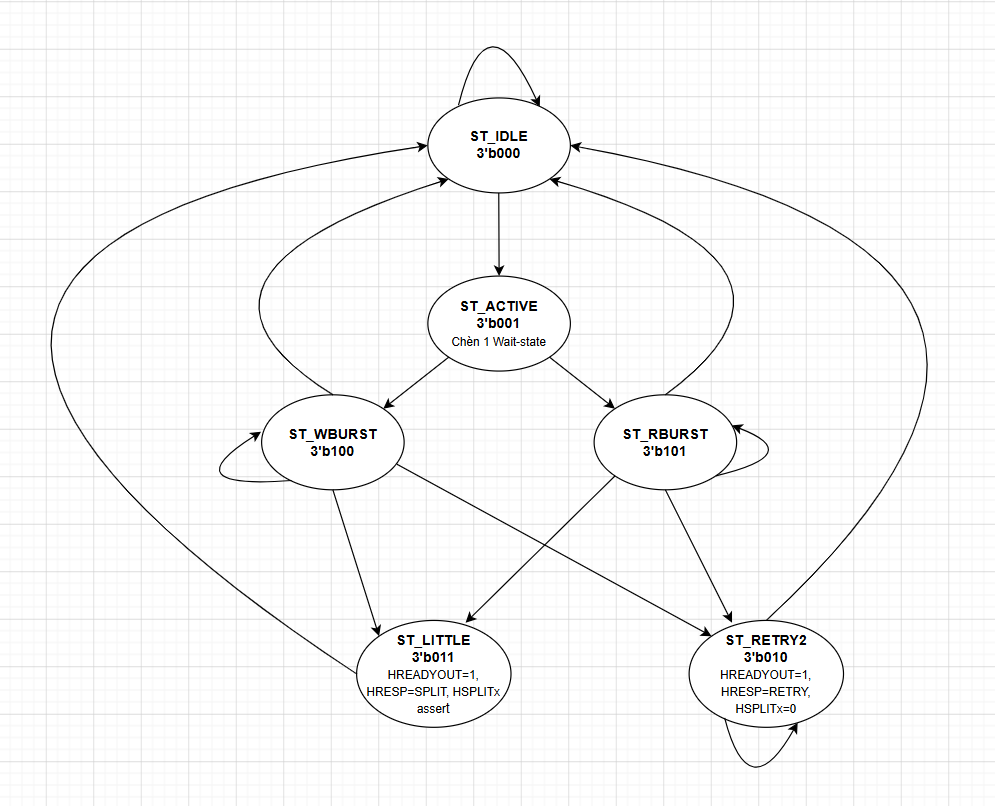 ST_IDLE
3'b000
ST_ACTIVE
3'b001
Chèn 1 Wait-state
ST_WBURST
3'b100
ST_RBURST
3'b101
ST_LITTLE
3'b011
HREADYOUT=1,
HRESP=SPLIT, HSPLITx
assert
ST_RETRY2
3'b010
HREADYOUT=1,
HRESP=RETRY,
HSPLITx=0